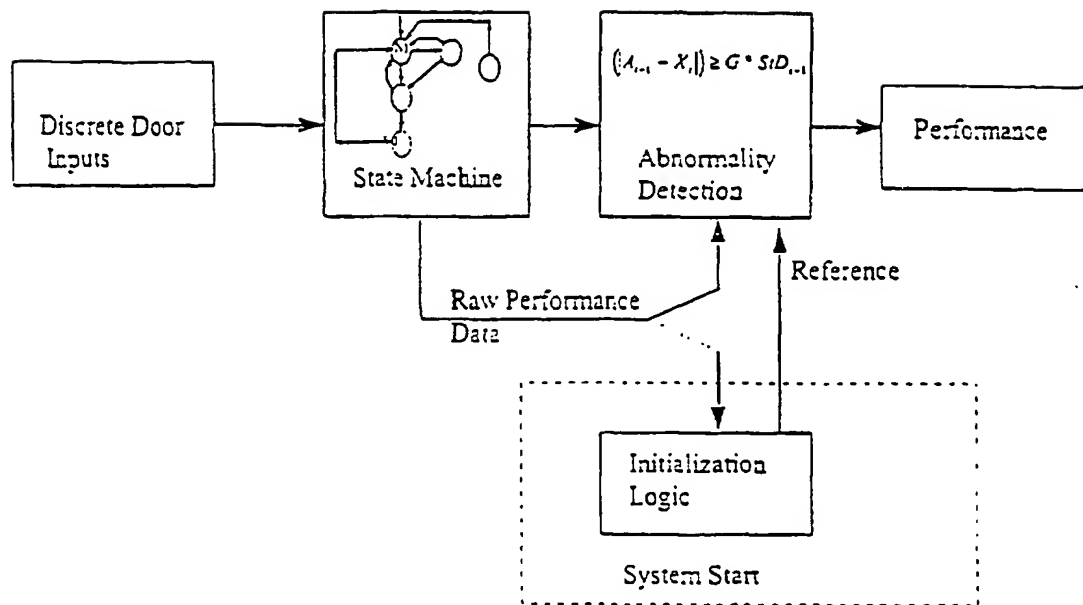 Discrete Door
Inputs
State Machine
(|A_{t-1} - X_t|) ≥ G * StD_{t-1}
Abnormality
Detection
Performance
Raw Performance
Data
Reference
Initialization
Logic
System Start